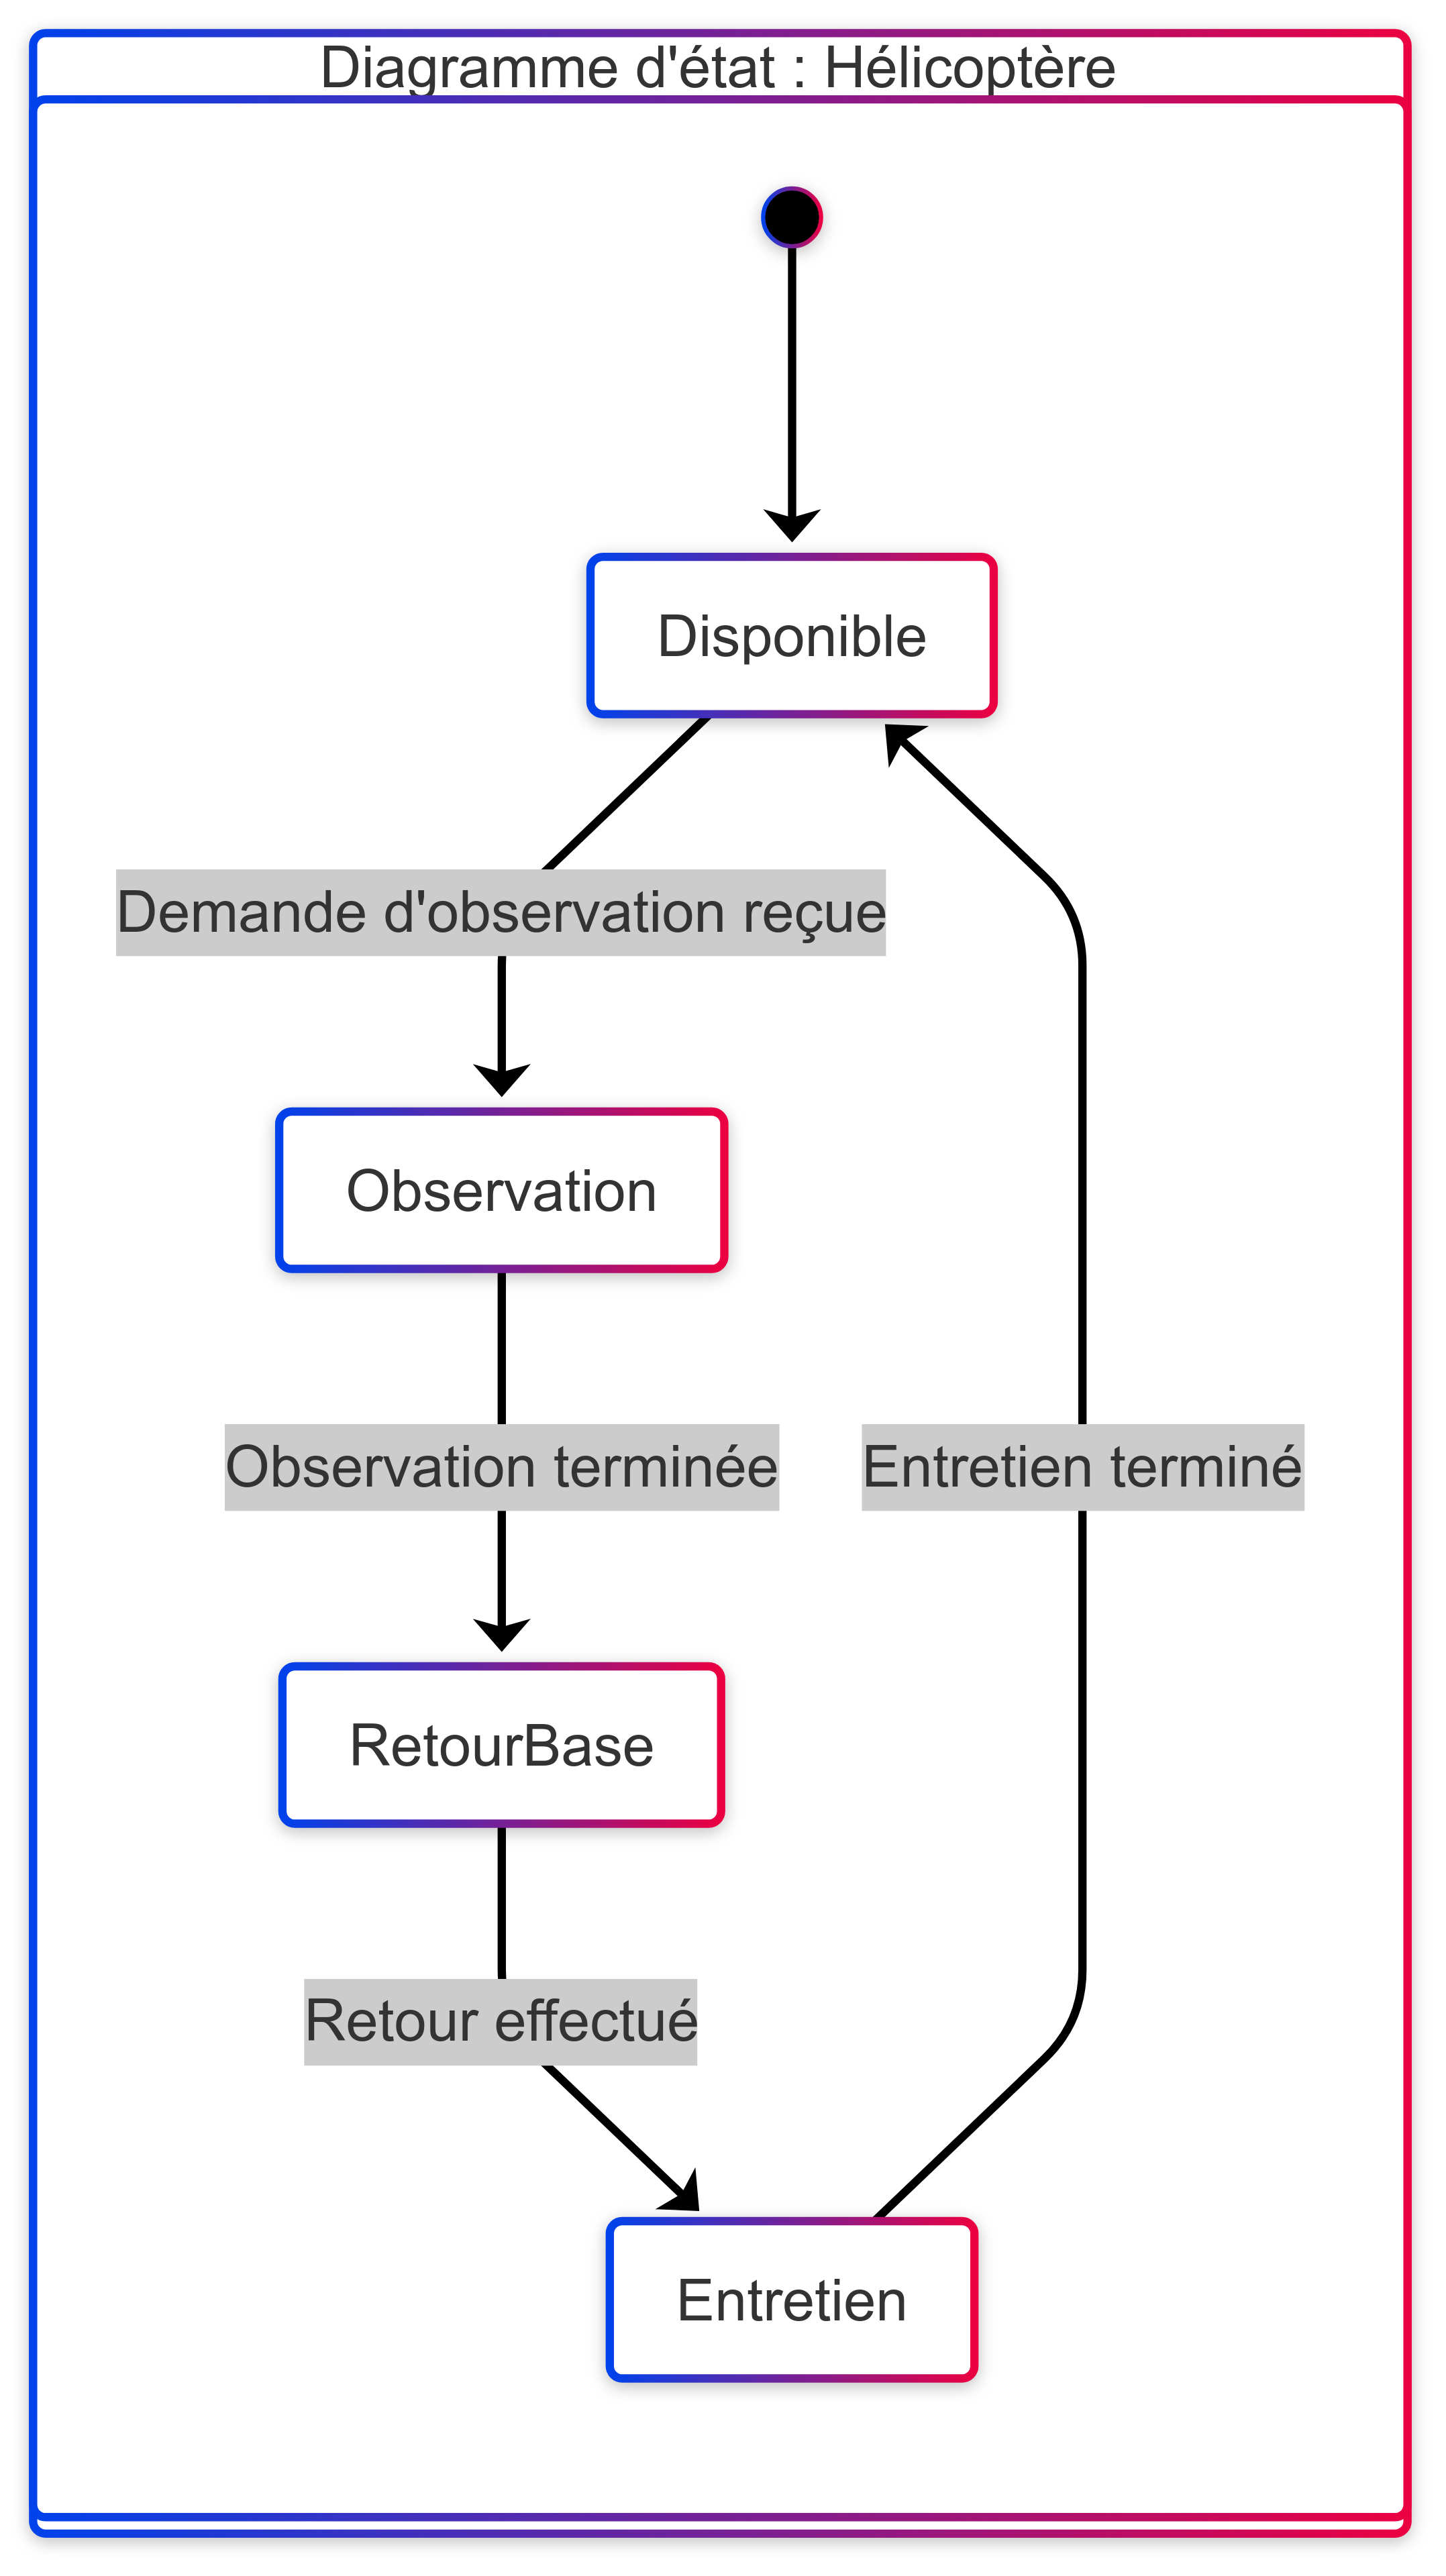 Diagramme d'état : Hélicoptère
Disponible
Demande d'observation reçue
Observation
Observation terminée
Entretien terminé
RetourBase
Retour effectué
Entretien